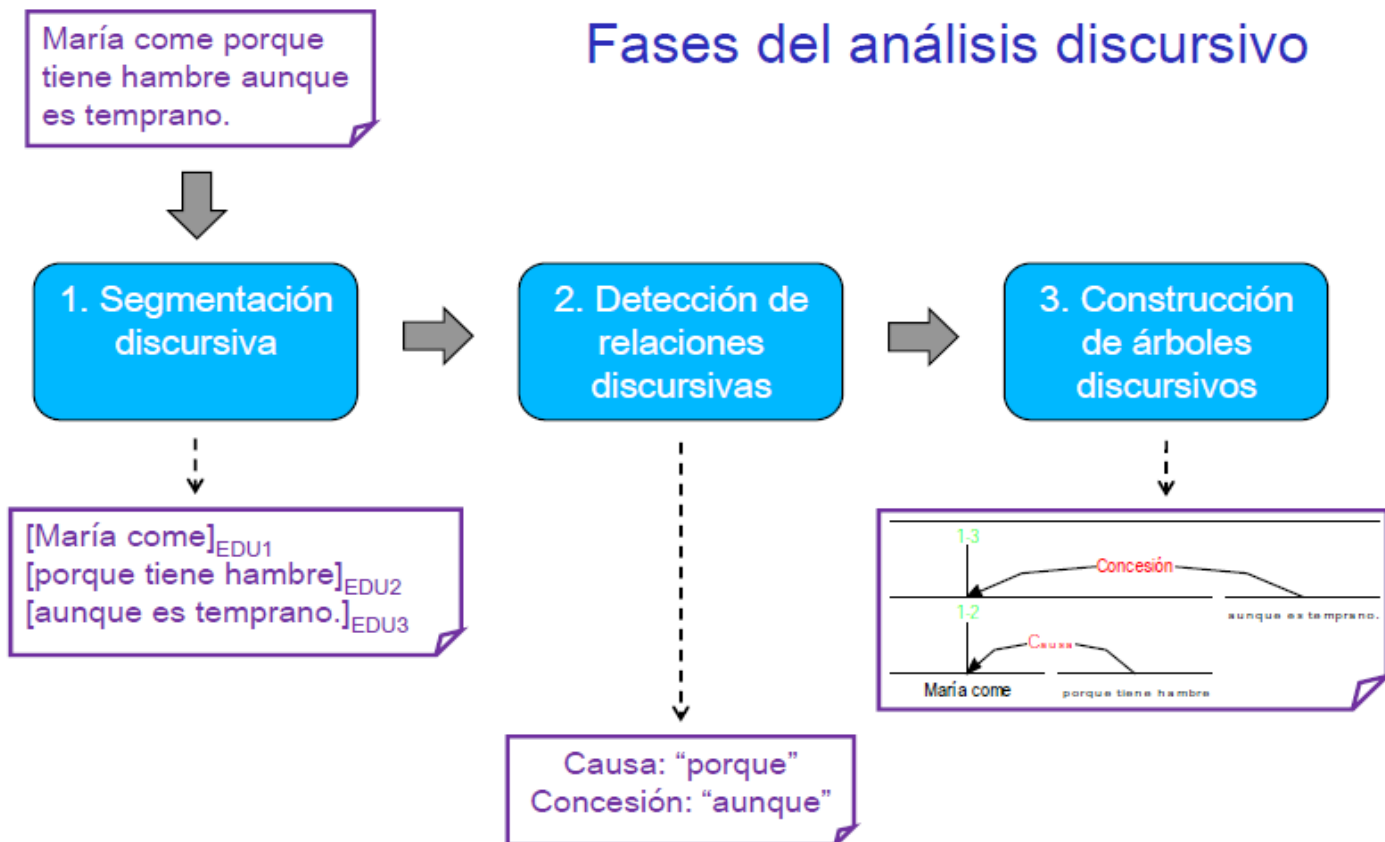 Fases del análisis discursivo
María come porque
tiene hambre aunque
es temprano.
1. Segmentación
discursiva
2. Detección de
relaciones
discursivas
3. Construcción
de árboles
discursivos
[María come]EDU1
[porque tiene hambre]EDU2
[aunque es temprano.]EDU3
Causa: “porque”
Concesión: “aunque”
1-3
Concesión
aunque es temprano.
1-2
Causa
María come
porque tiene hambre